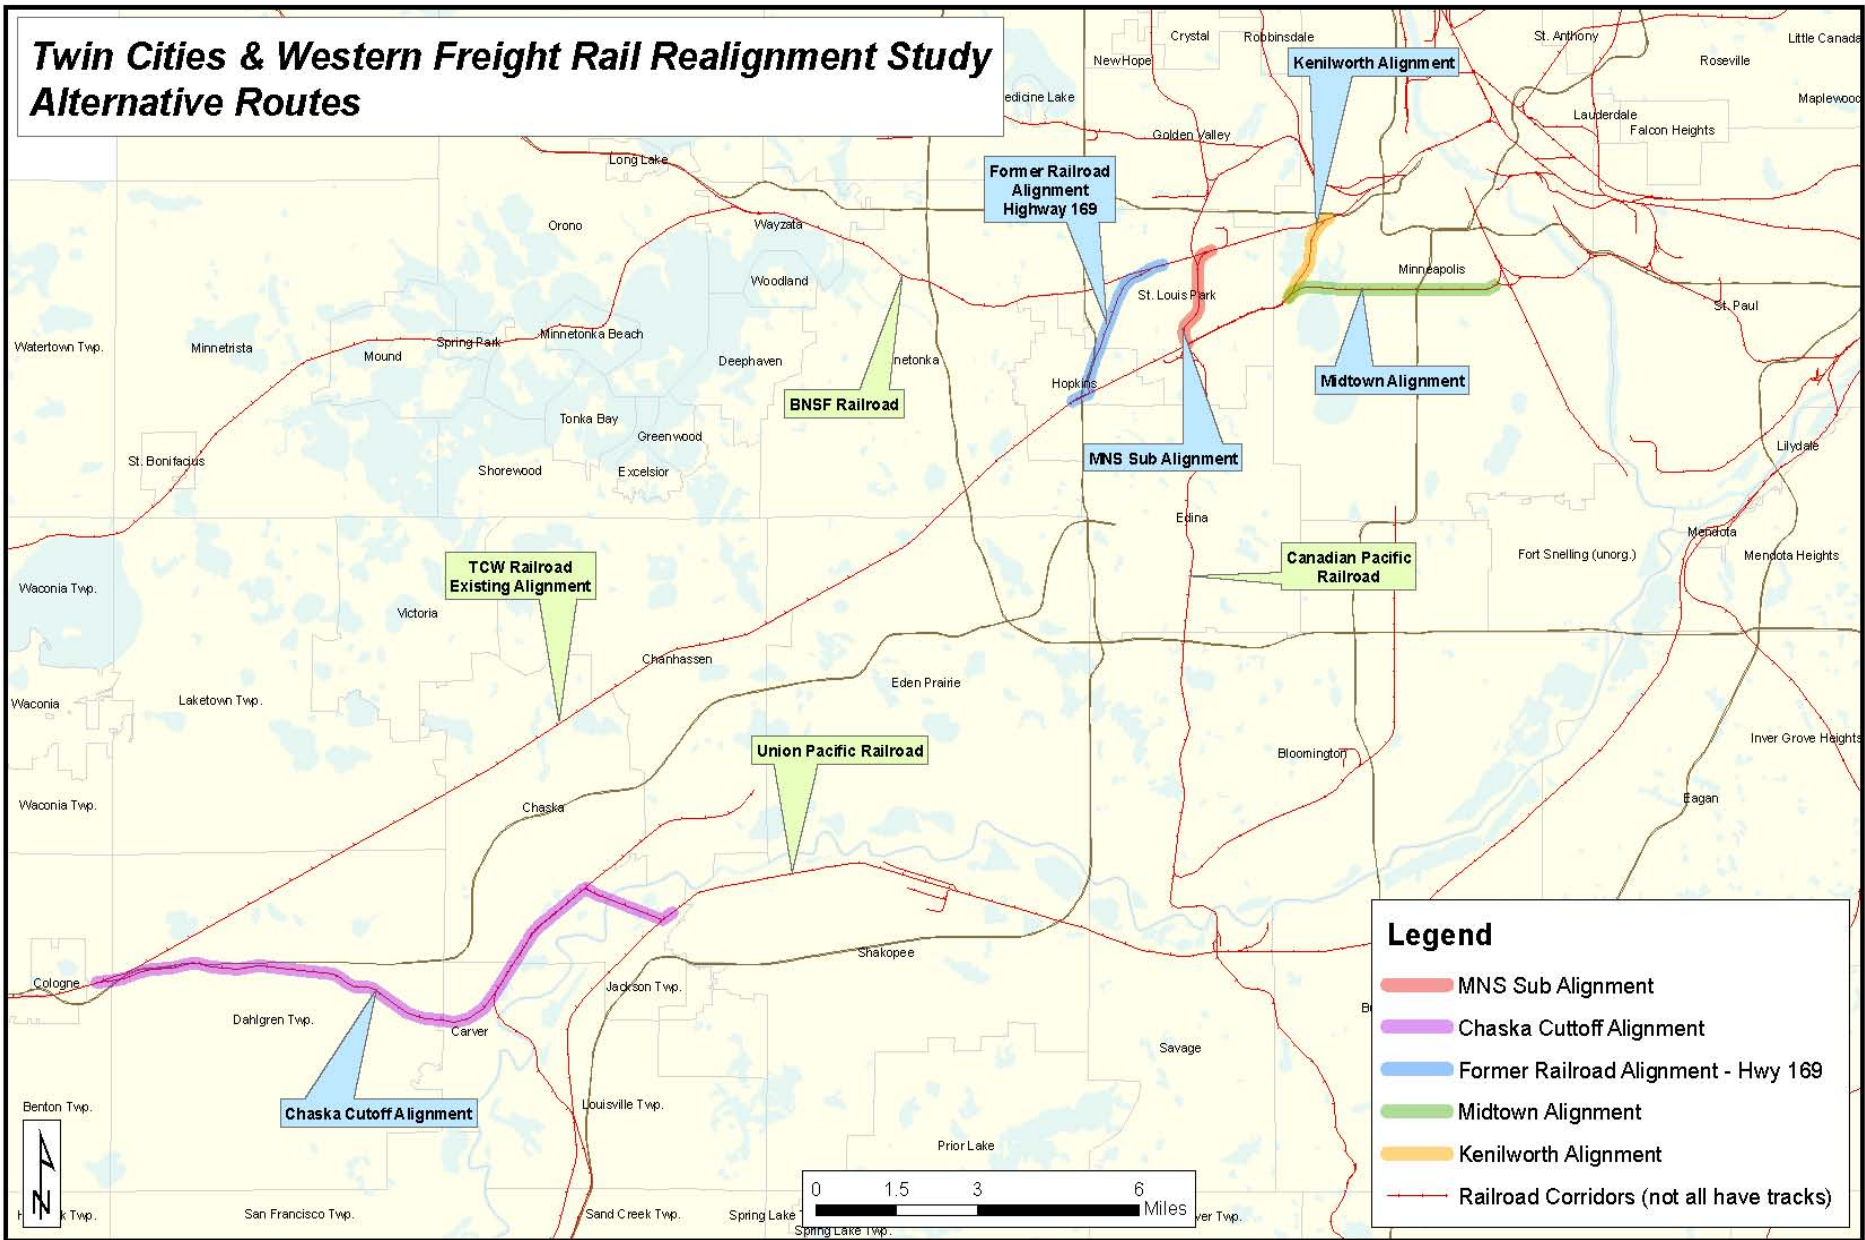 Twin Cities & Western Freight Rail Realignment Study
Alternative Routes
Crystal
Robbinsdale
St. Anthony
Little Canada
New Hope
Kenilworth Alignment
Roseville
edicine Lake
Maplewood
Lauderdale
Golden Valley
Falcon Heights
Long Lake
Former Railroad
Alignment
Highway 169
Orono
Wayzata
Woodland
Minneapolis
St. Louis Park
St. Paul
Watertown Twp.
Minnetrista
Mound
Spring Park
Minnetonka Beach
Deephaven
netonka
Hopkins
Midtown Alignment
BNSF Railroad
Tonka Bay
Greenwood
MNS Sub Alignment
Lilydale
St. Bonifacius
Shorewood
Excelsior
Edina
Mendota
Fort Snelling (unorg.)
Mendota Heights
TCW Railroad
Existing Alignment
Canadian Pacific
Railroad
Waconia Twp.
Victoria
Chanhassen
Eden Prairie
Waconia
Laketown Twp.
Union Pacific Railroad
Bloomington
Inver Grove Heights
Waconia Twp.
Chaska
Eagan
Shakopee
Cologne
Jackson Twp.
Dahlgren Twp.
Carver
Savage
Chaska Cutoff Alignment
Benton Twp.
Louisville Twp.
Prior Lake
N
Twp.
San Francisco Twp.
Sand Creek Twp.
Spring Lake
Spring Lake Twp.
ver Twp.
0 1.5 3 6
Miles
Legend
MNS Sub Alignment
Chaska Cuttoff Alignment
Former Railroad Alignment - Hwy 169
Midtown Alignment
Kenilworth Alignment
Railroad Corridors (not all have tracks)